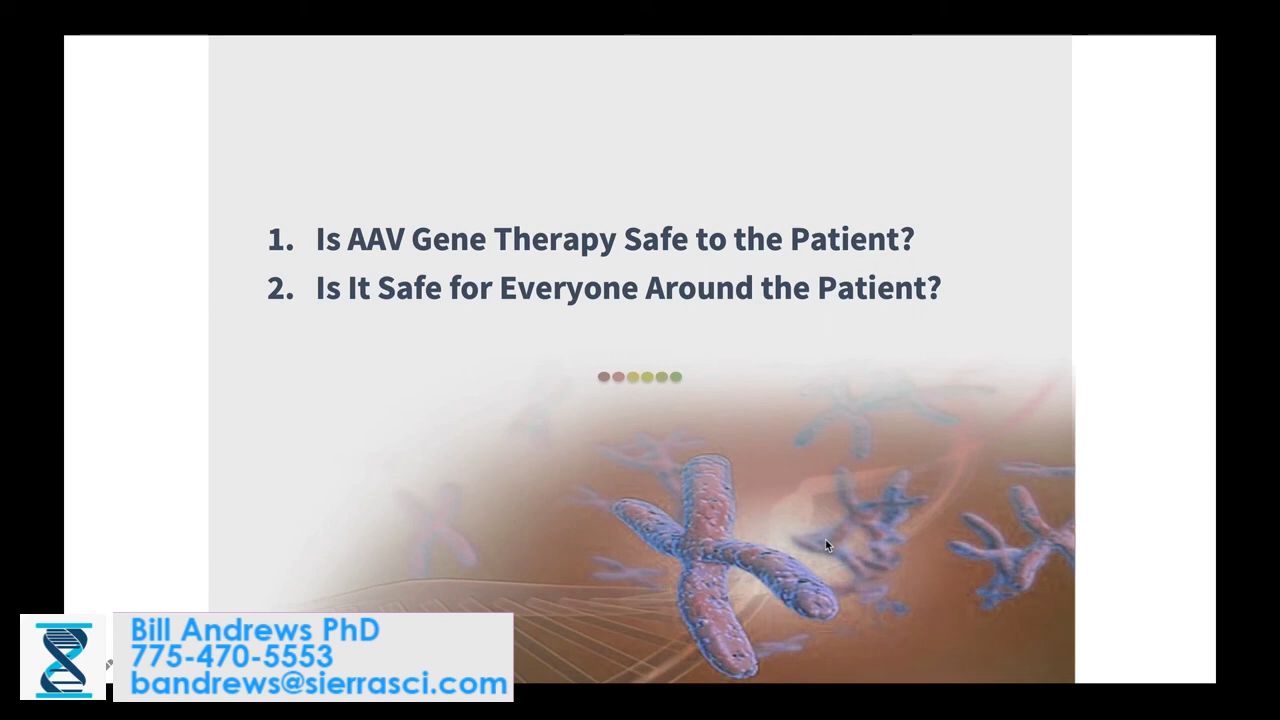 1. Is AAV Gene Therapy Safe to the Patient?
2. Is It Safe for Everyone Around the Patient?
Bill Andrews PhD
775-470-5553
bandrews@sierrasci.com